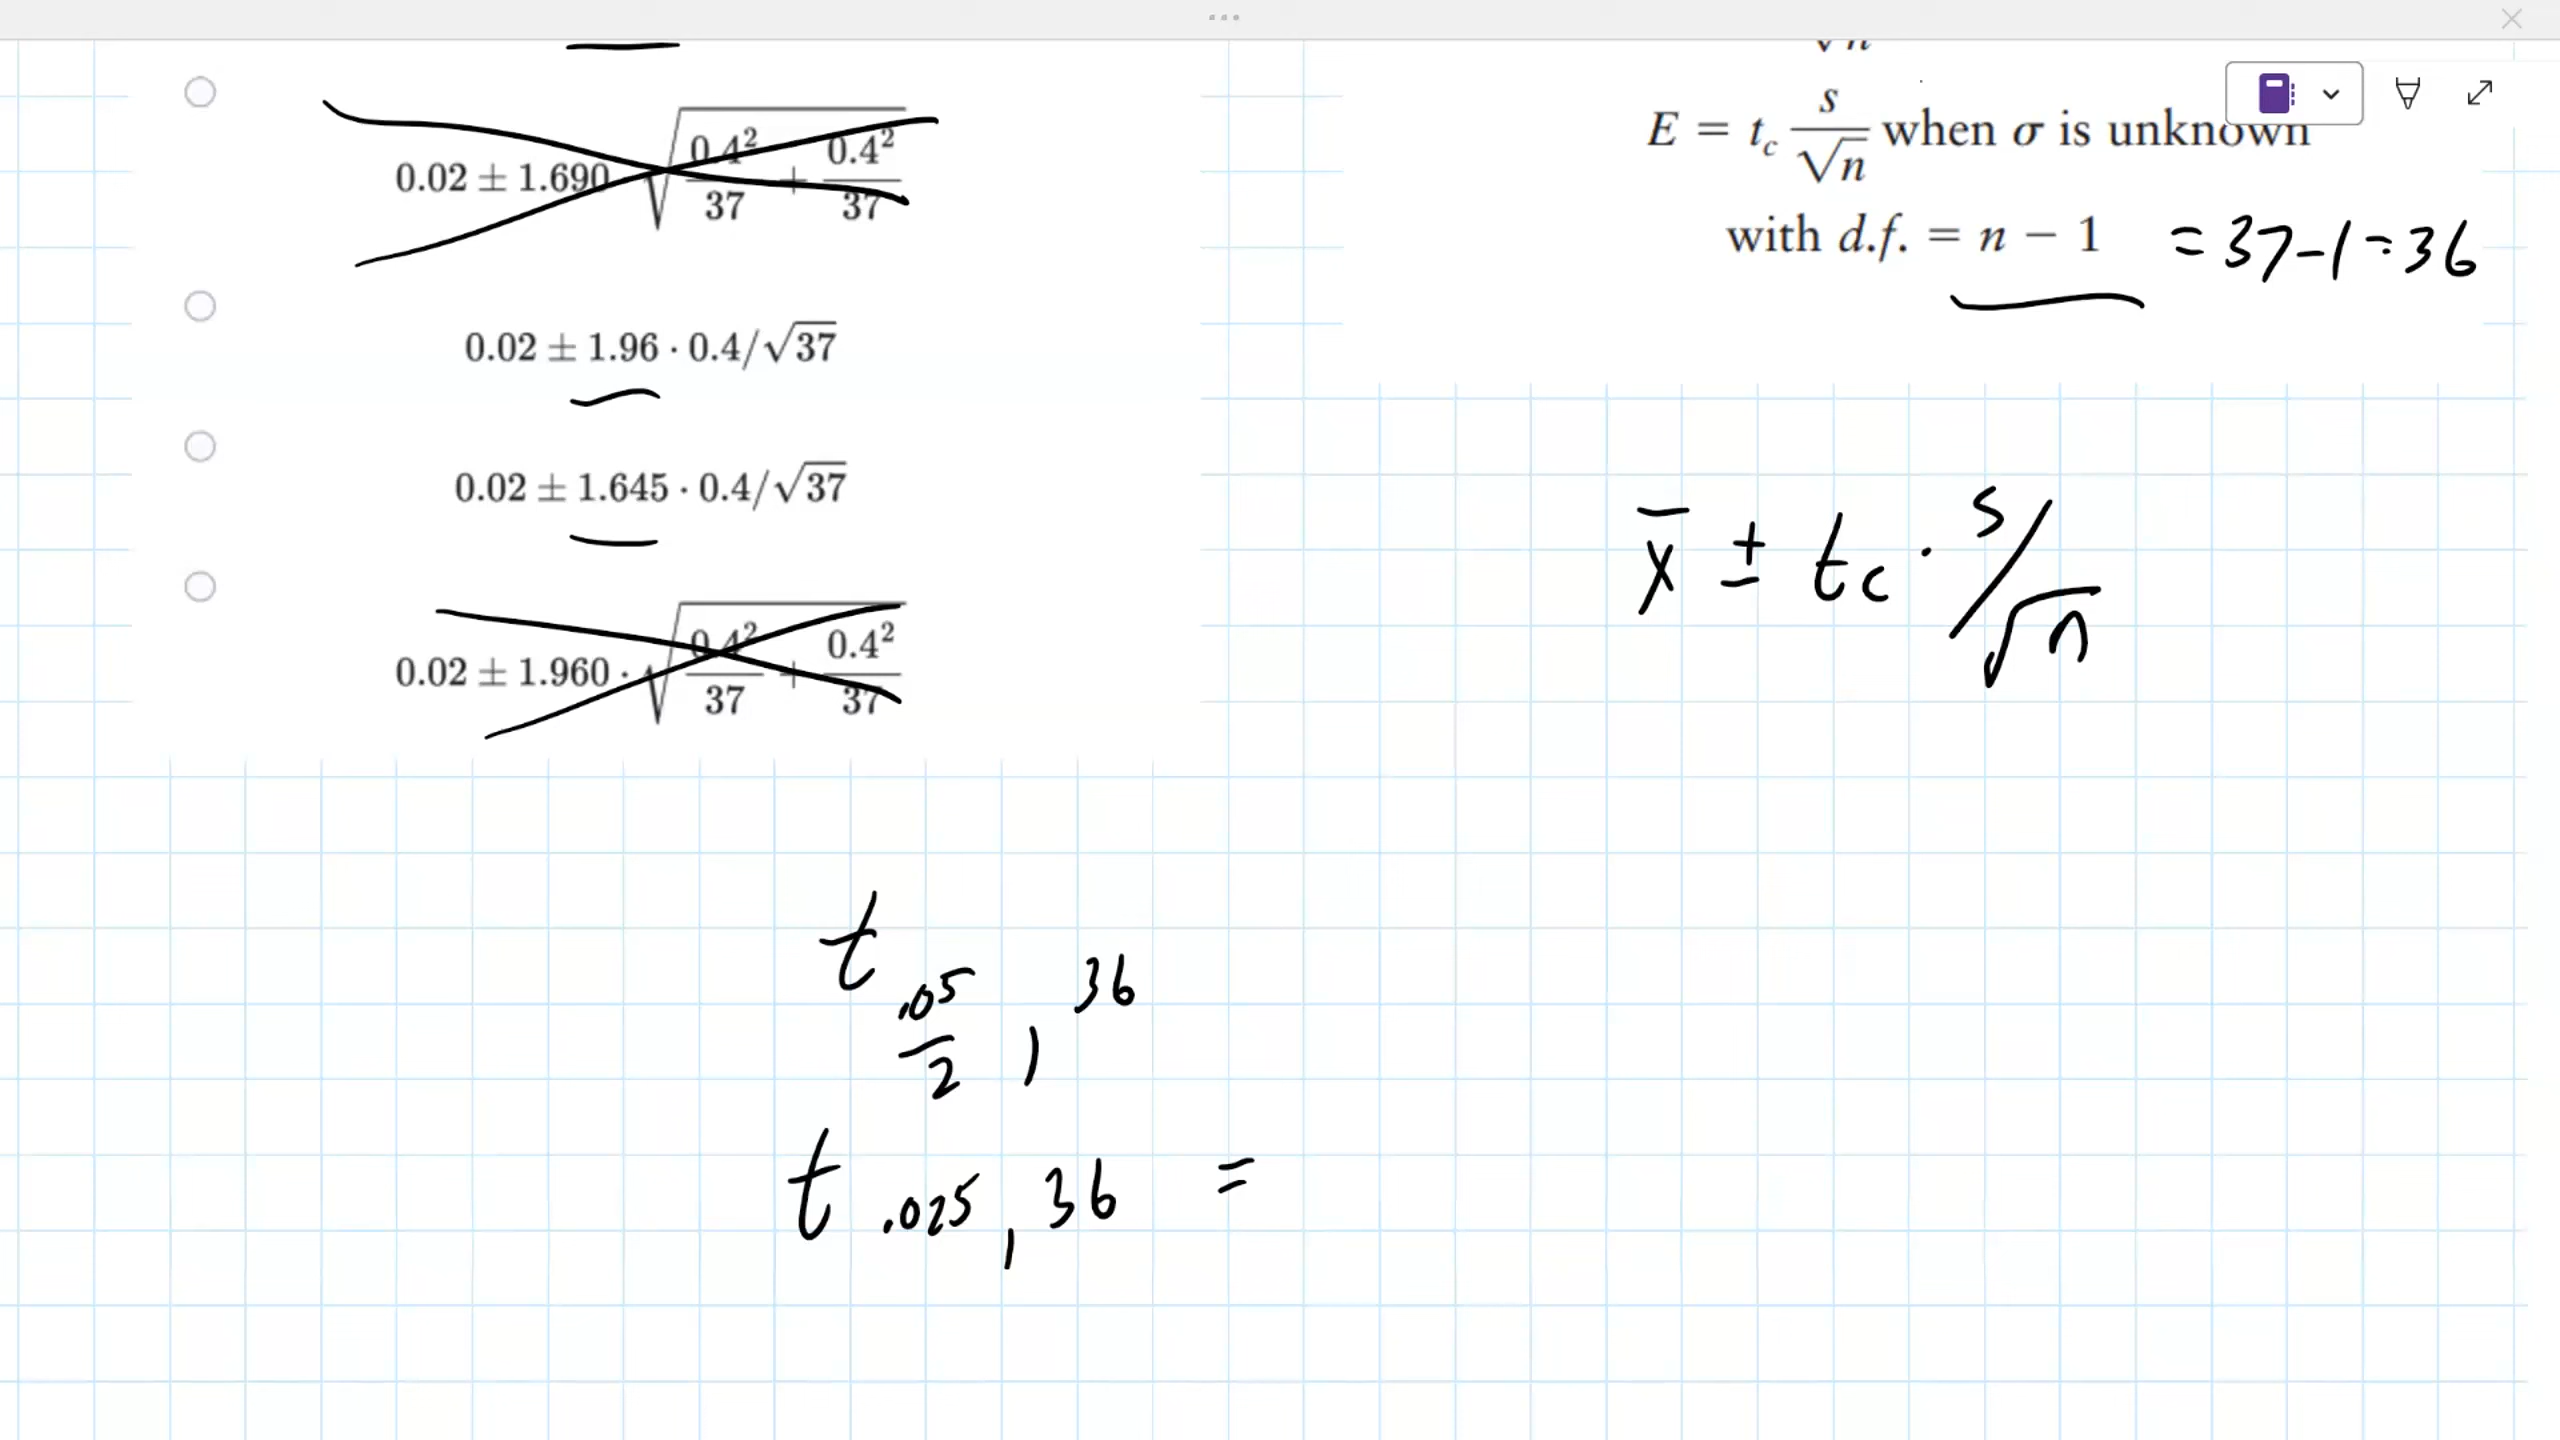 0.02 ± 1.690 · √(0.4²/37 + 0.4²/37)
0.02 ± 1.96 · 0.4/√37
0.02 ± 1.645 · 0.4/√37
0.02 ± 1.960 · √(0.4²/37 + 0.4²/37)
√n
E = t_c s/√n when σ is unknown
with d.f. = n − 1 = 37 - 1 = 36
x̄ ± t_c · s/√n
t .05/2 , 36
t .025 , 36 =